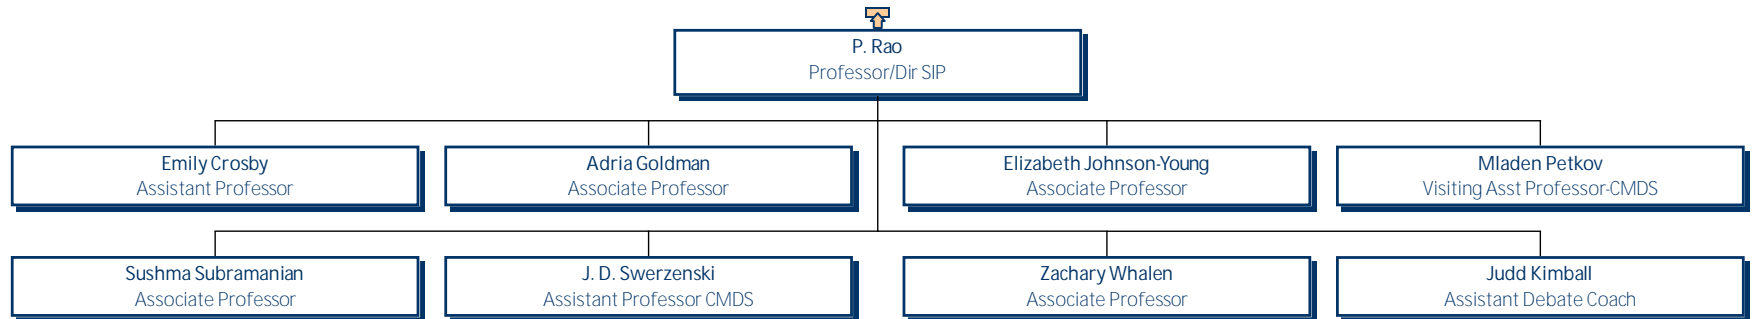 P. Rao
Professor/Dir SIP
Emily Crosby
Assistant Professor
Adria Goldman
Associate Professor
Elizabeth Johnson-Young
Associate Professor
Mladen Petkov
Visiting Asst Professor-CMDS
Sushma Subramanian
Associate Professor
J. D. Swerzenski
Assistant Professor CMDS
Zachary Whalen
Associate Professor
Judd Kimball
Assistant Debate Coach